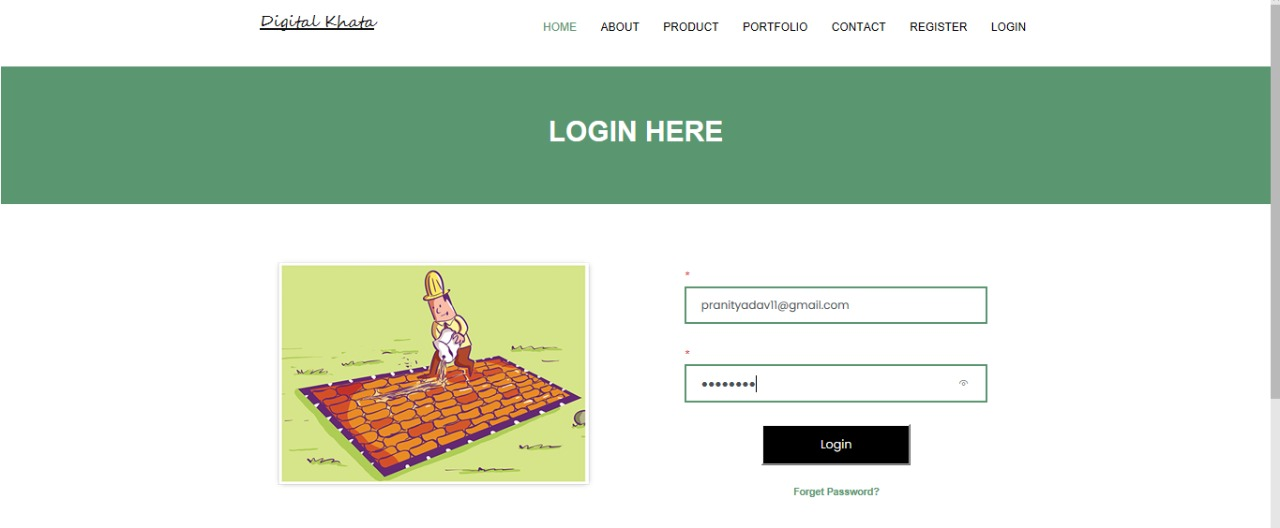 Digital Khata
HOME ABOUT PRODUCT PORTFOLIO CONTACT REGISTER LOGIN
LOGIN HERE
*
pranityadav11@gmail.com
*
••••••••
Login
Forget Password?